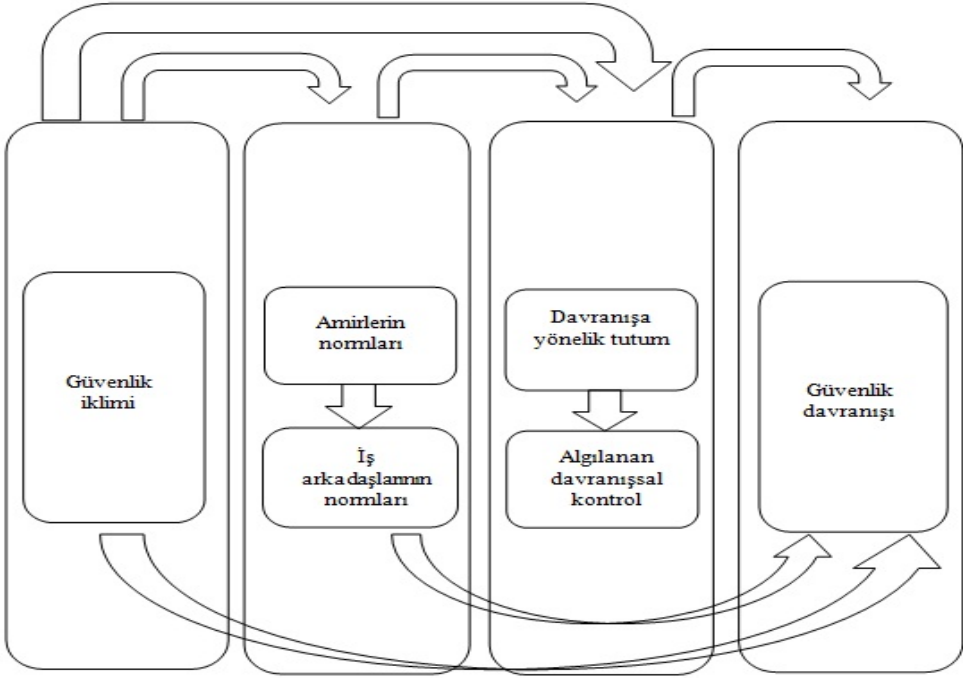 Güvenlik
iklimi
Amirlerin
normları
İş
arkadaşlarının
normları
Davranışa
yönelik tutum
Algılanan
davranışsal
kontrol
Güvenlik
davranışı